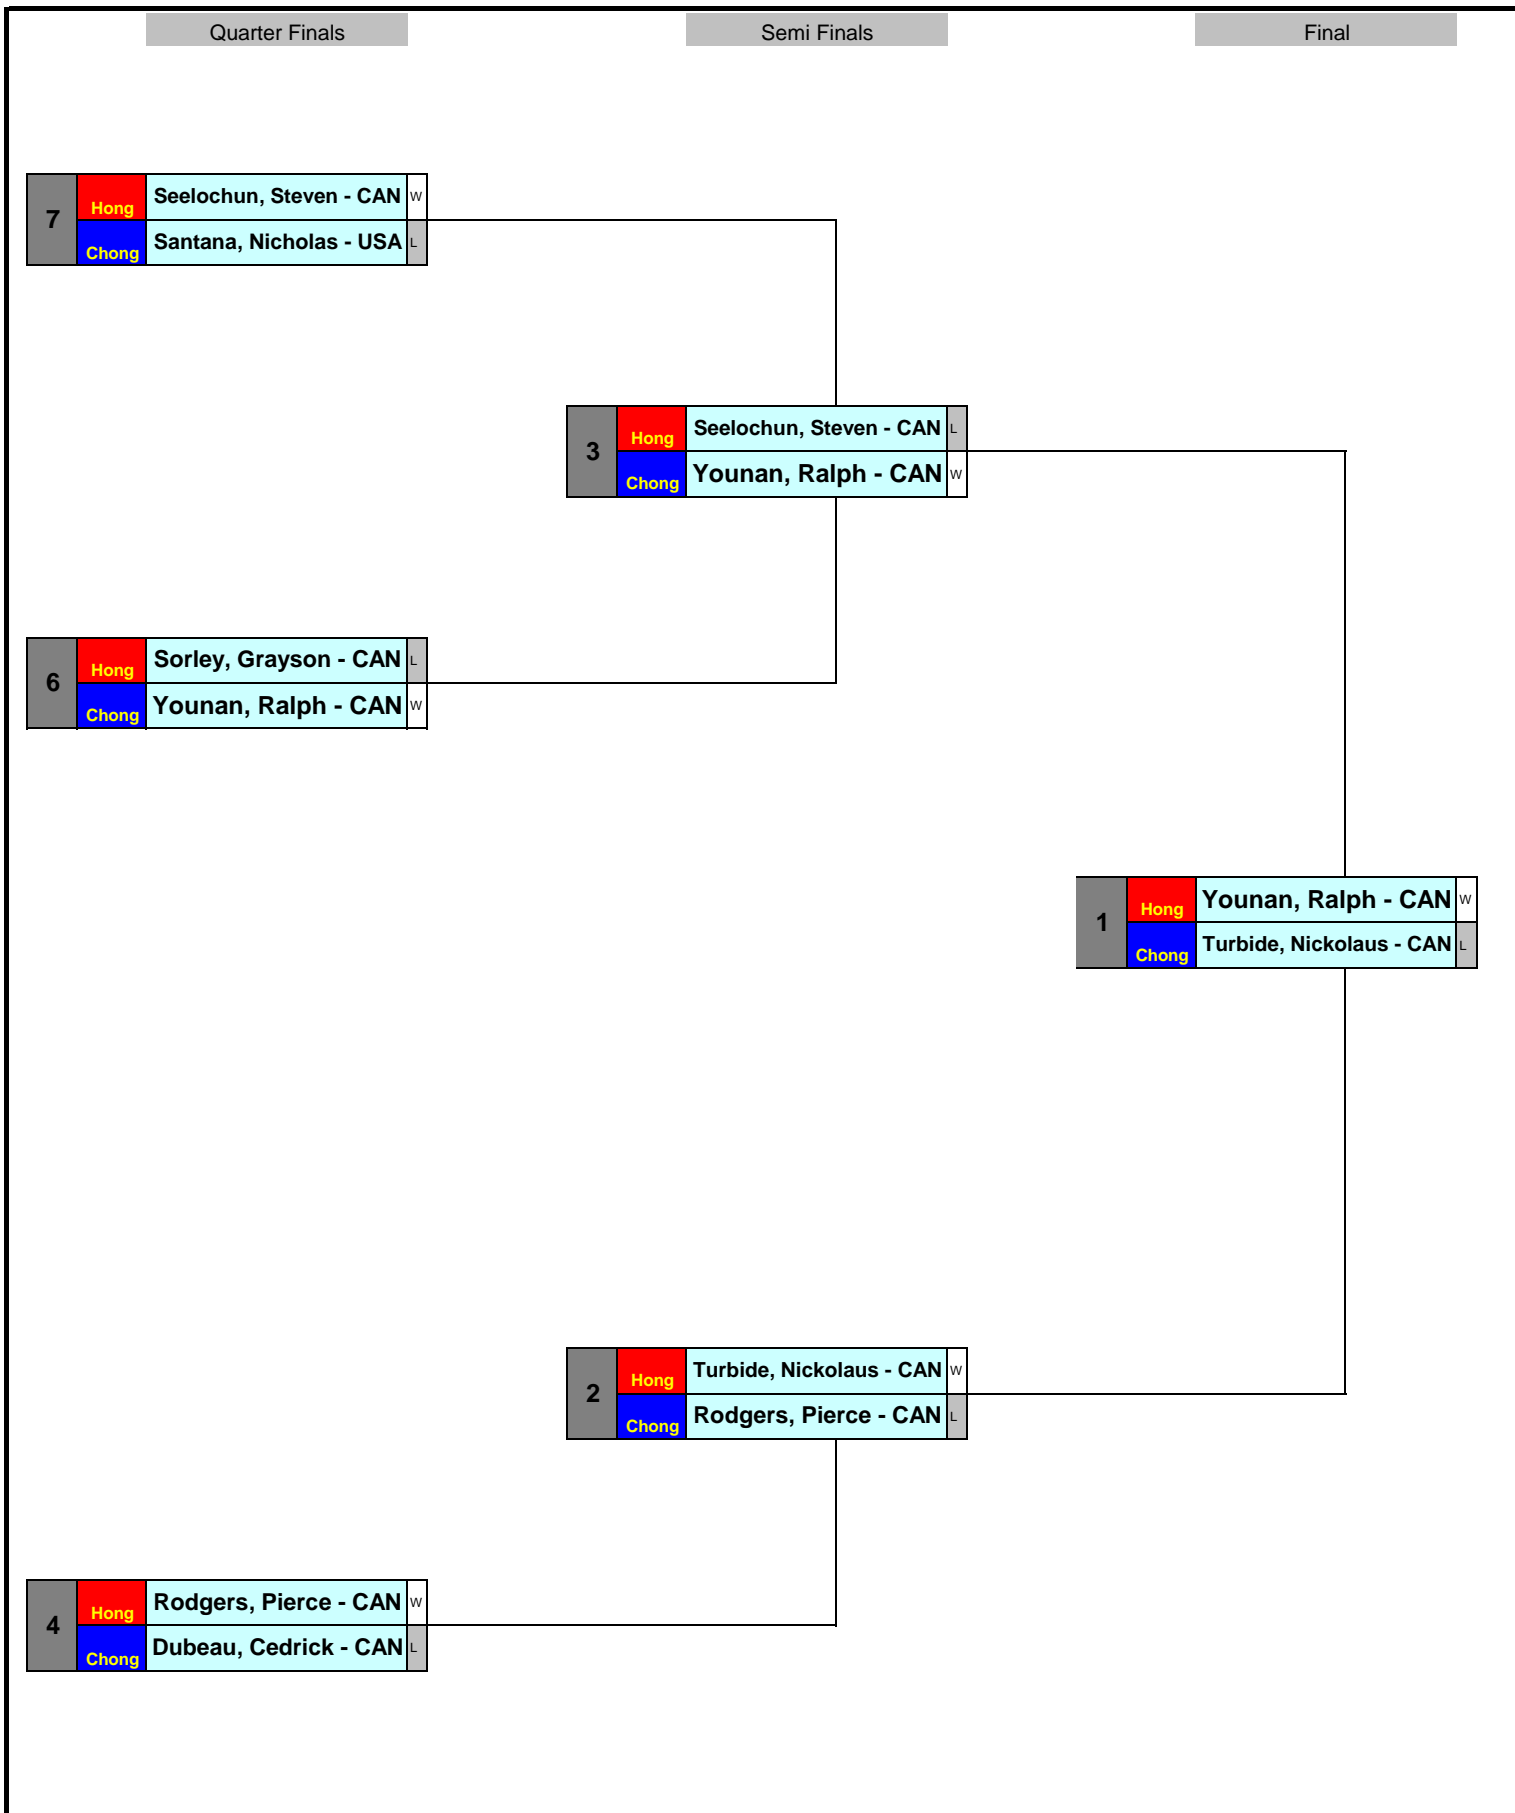 Quarter Finals
Semi Finals
Final
7
Hong
Seelochun, Steven - CAN
W
Chong
Santana, Nicholas - USA
L
3
Hong
Seelochun, Steven - CAN
L
Chong
Younan, Ralph - CAN
W
6
Hong
Sorley, Grayson - CAN
L
Chong
Younan, Ralph - CAN
W
1
Hong
Younan, Ralph - CAN
W
Chong
Turbide, Nickolaus - CAN
L
2
Hong
Turbide, Nickolaus - CAN
W
Chong
Rodgers, Pierce - CAN
L
4
Hong
Rodgers, Pierce - CAN
W
Chong
Dubeau, Cedrick - CAN
L